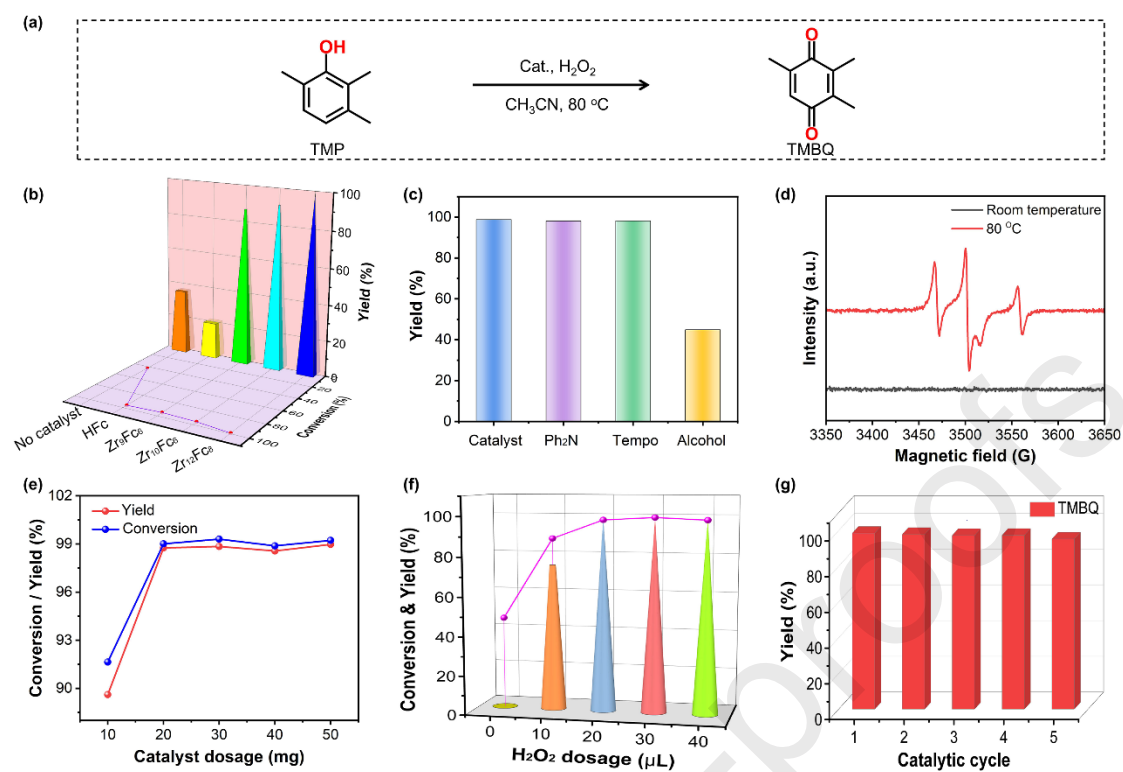 (a)
OH
TMP
Cat., H₂O₂
CH₃CN, 80 °C
O
O
TMBQ
(b)
100
80
60
40
20
0
Yield (%)
No catalyst
HFc
Zr₉Fc₆
Zr₁₀Fc₆
Zr₁₂Fc₈
20
40
60
80
100
Conversion (%)
(c)
100
80
60
40
20
0
Yield (%)
Catalyst Ph₂N Tempo Alcohol
(d)
Room temperature
80 °C
Intensity (a.u.)
3350 3400 3450 3500 3550 3600 3650
Magnetic field (G)
(e)
102
99
96
93
90
Yield
Conversion
Conversion / Yield (%)
10 20 30 40 50
Catalyst dosage (mg)
(f)
100
80
60
40
20
0
Conversion & Yield (%)
0 10 20 30 40
H₂O₂ dosage (μL)
(g)
TMBQ
100
80
60
40
20
0
Yield (%)
1 2 3 4 5
Catalytic cycle
rproofs